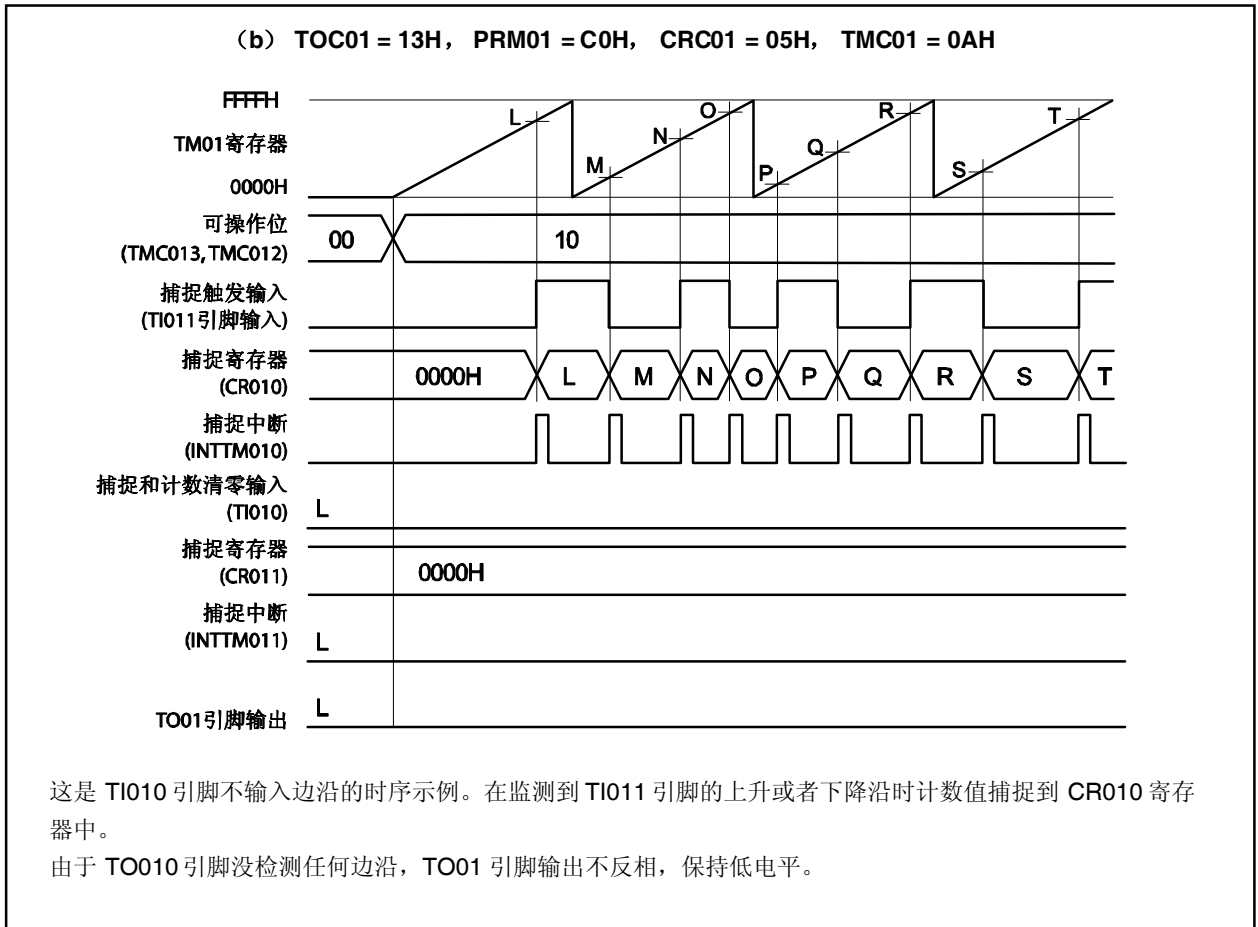 （b） TOC01 = 13H， PRM01 = C0H， CRC01 = 05H， TMC01 = 0AH
FFFFH
TM01寄存器
0000H
L
M
N
O
P
Q
R
S
T
可操作位
(TMC013, TMC012)
00
10
捕捉触发输入
(TI011引脚输入)
捕捉寄存器
(CR010)
0000H
L
M
N
O
P
Q
R
S
T
捕捉中断
(INTTM010)
捕捉和计数清零输入
(TI010)
L
捕捉寄存器
(CR011)
0000H
捕捉中断
(INTTM011)
L
TO01引脚输出
L
这是 TI010 引脚不输入边沿的时序示例。在监测到 TI011 引脚的上升或者下降沿时计数值捕捉到 CR010 寄存
器中。
由于 TO010 引脚没检测任何边沿，TO01 引脚输出不反相，保持低电平。